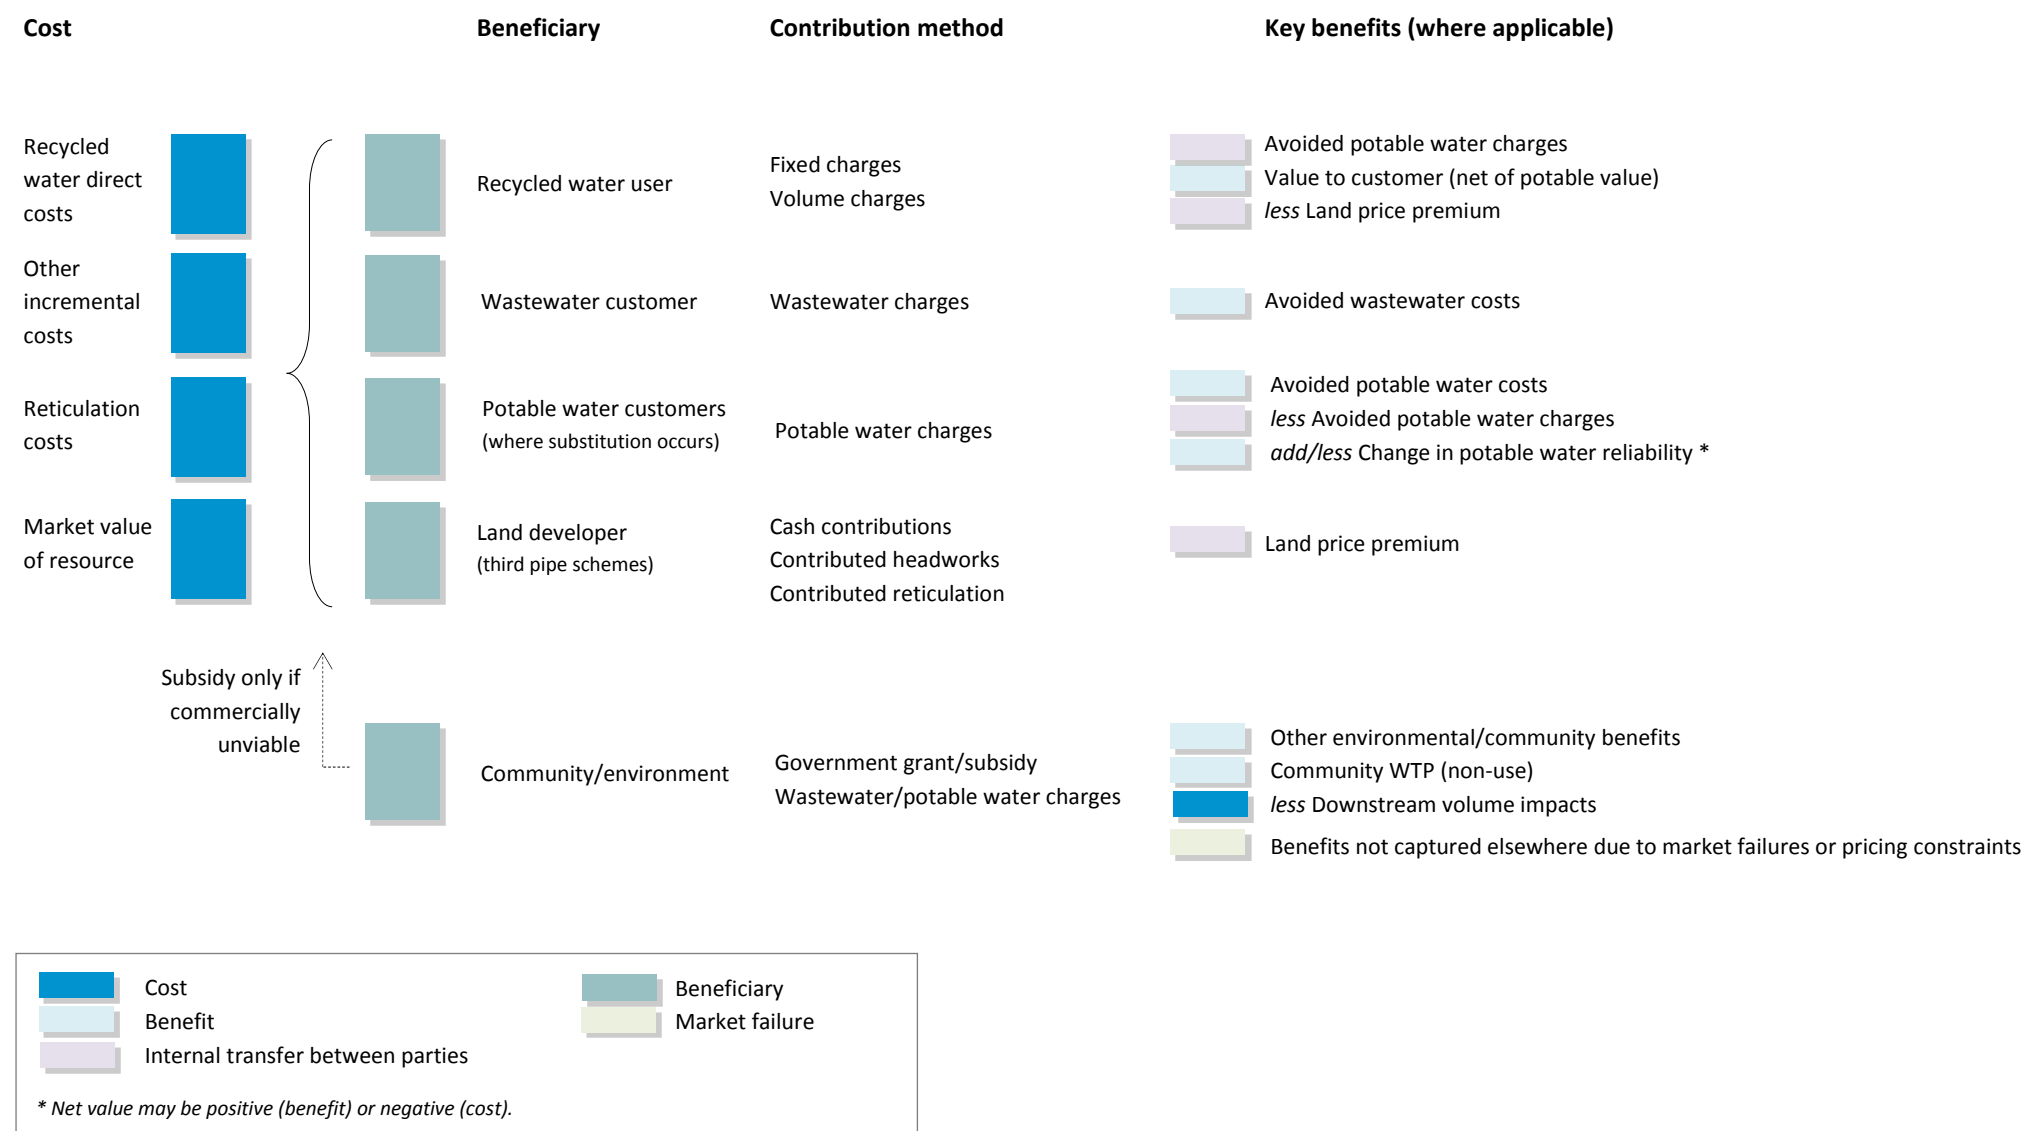 Cost
Beneficiary
Contribution method
Key benefits (where applicable)
Recycled
water direct
costs
Recycled water user
Fixed charges
Volume charges
Avoided potable water charges
Value to customer (net of potable value)
less Land price premium
Other
incremental
costs
Wastewater customer
Wastewater charges
Avoided wastewater costs
Reticulation
costs
Potable water customers
(where substitution occurs)
Potable water charges
Avoided potable water costs
less Avoided potable water charges
add/less Change in potable water reliability *
Market value
of resource
Land developer
(third pipe schemes)
Cash contributions
Contributed headworks
Contributed reticulation
Land price premium
Subsidy only if
commercially
unviable
Community/environment
Government grant/subsidy
Wastewater/potable water charges
Other environmental/community benefits
Community WTP (non-use)
less Downstream volume impacts
Benefits not captured elsewhere due to market failures or pricing constraints
Cost
Benefit
Internal transfer between parties
Beneficiary
Market failure
* Net value may be positive (benefit) or negative (cost).